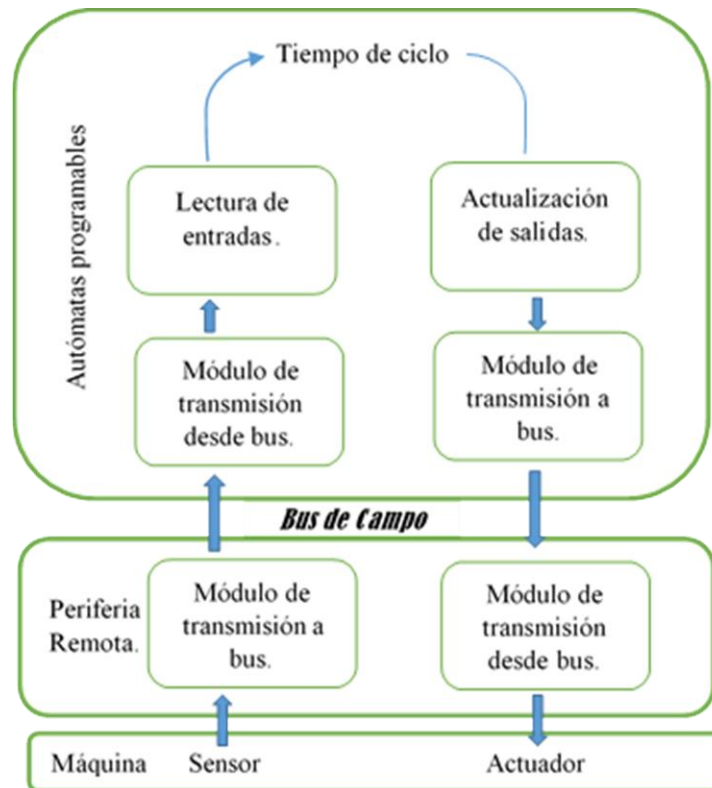 Tiempo de ciclo
Autómatas programables
Lectura de
entradas.
Actualización
de salidas.
Módulo de
transmisión
desde bus.
Módulo de
transmisión a
bus.
Bus de Campo
Periferia
Remota.
Módulo de
transmisión a
bus.
Módulo de
transmisión
desde bus.
Máquina
Sensor
Actuador